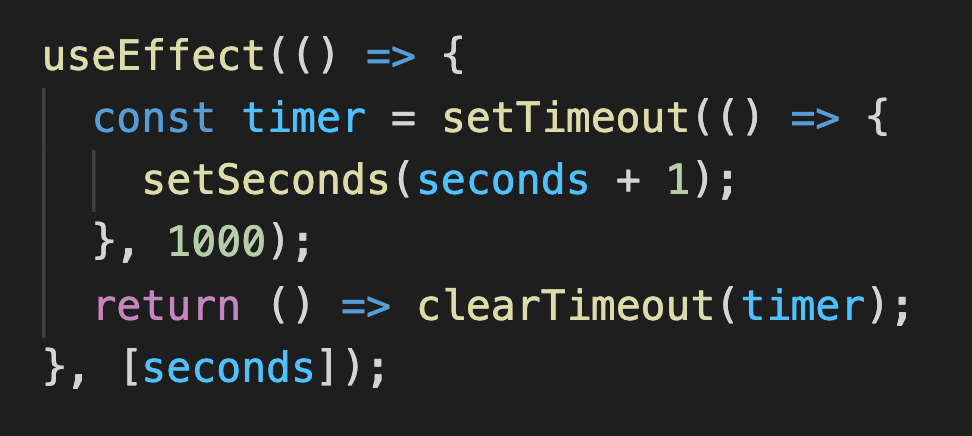 useEffect(() => {
  const timer = setTimeout(() => {
    setSeconds(seconds + 1);
  }, 1000);
  return () => clearTimeout(timer);
}, [seconds]);